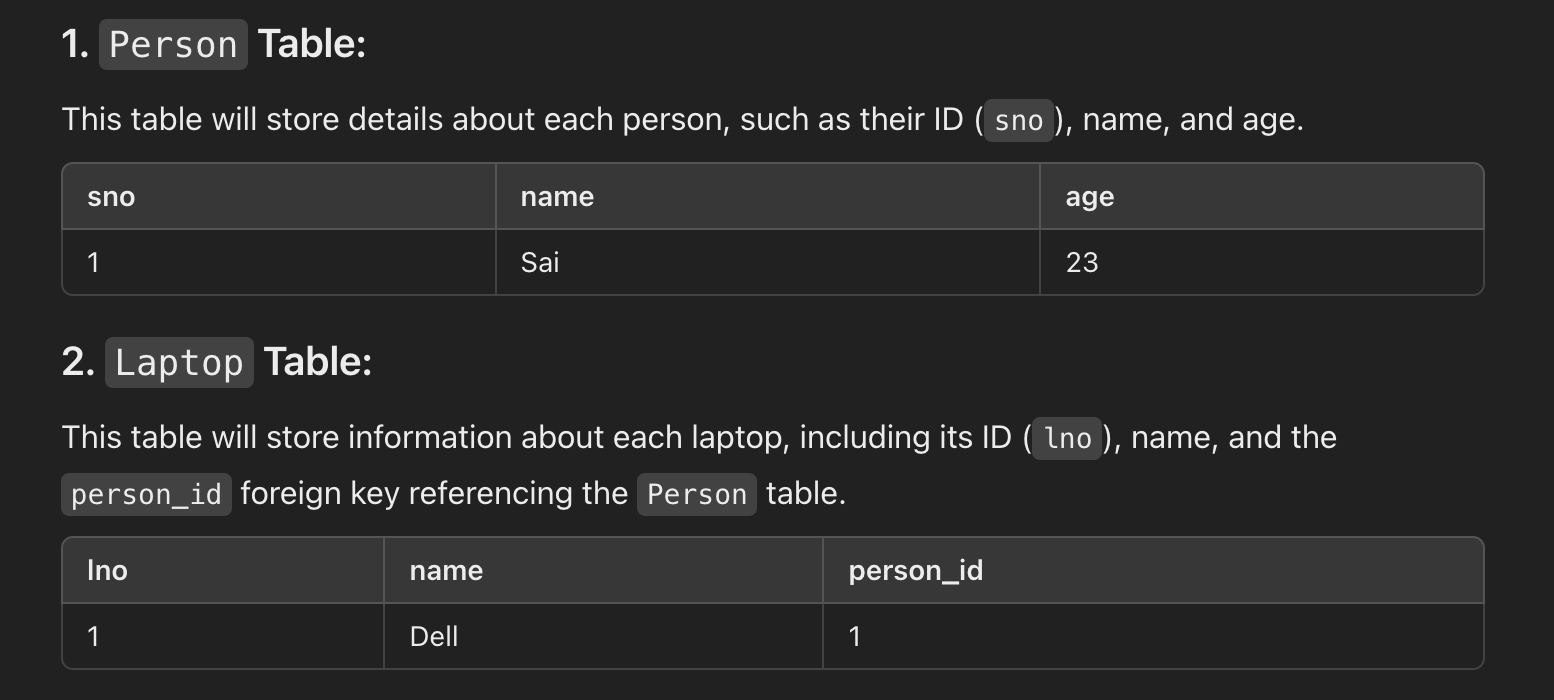 1. Person Table:
This table will store details about each person, such as their ID ( sno ), name, and age.
sno name age
1 Sai 23
2. Laptop Table:
This table will store information about each laptop, including its ID ( lno ), name, and the
person_id foreign key referencing the Person table.
lno name person_id
1 Dell 1